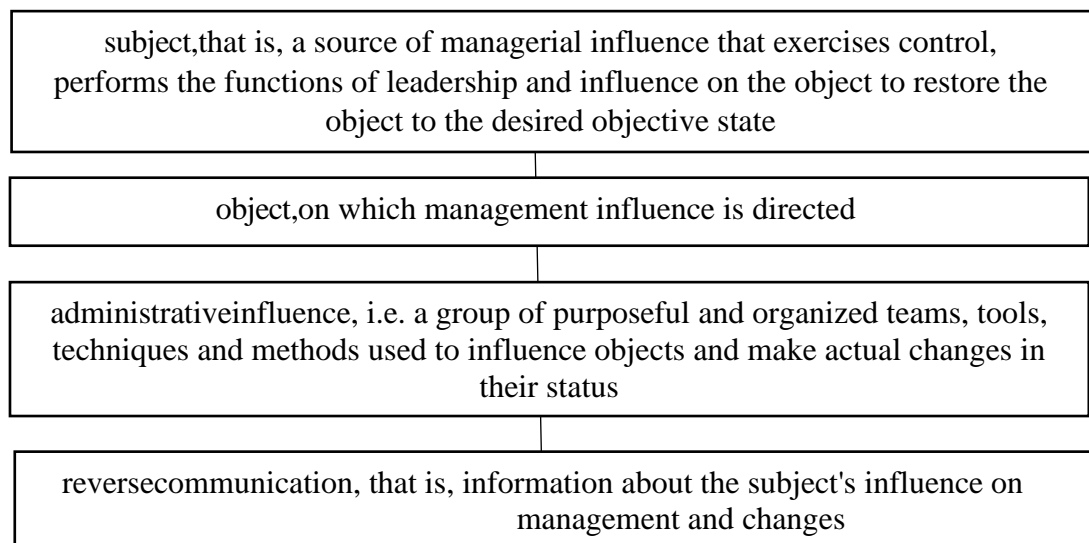 subject,that is, a source of managerial influence that exercises control,
performs the functions of leadership and influence on the object to restore the
object to the desired objective state
object,on which management influence is directed
administrativeinfluence, i.e. a group of purposeful and organized teams, tools,
techniques and methods used to influence objects and make actual changes in
their status
reversecommunication, that is, information about the subject's influence on
management and changes